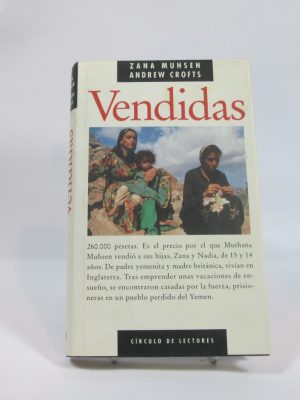 ZANA MUHSEN
ANDREW CROFTS
Vendidas
260.000 pesetas. Es el precio por el que Muthana
Muhsen vendió a sus hijas, Zana y Nadia, de 15 y 14
años. De padre yemenita y madre británica, vivían en
Inglaterra. Tras emprender unas vacaciones de en-
sueño, se encontraron casadas por la fuerza, prisio-
neras en un pueblo perdido del Yemen.
CÍRCULO DE LECTORES
Vendidas